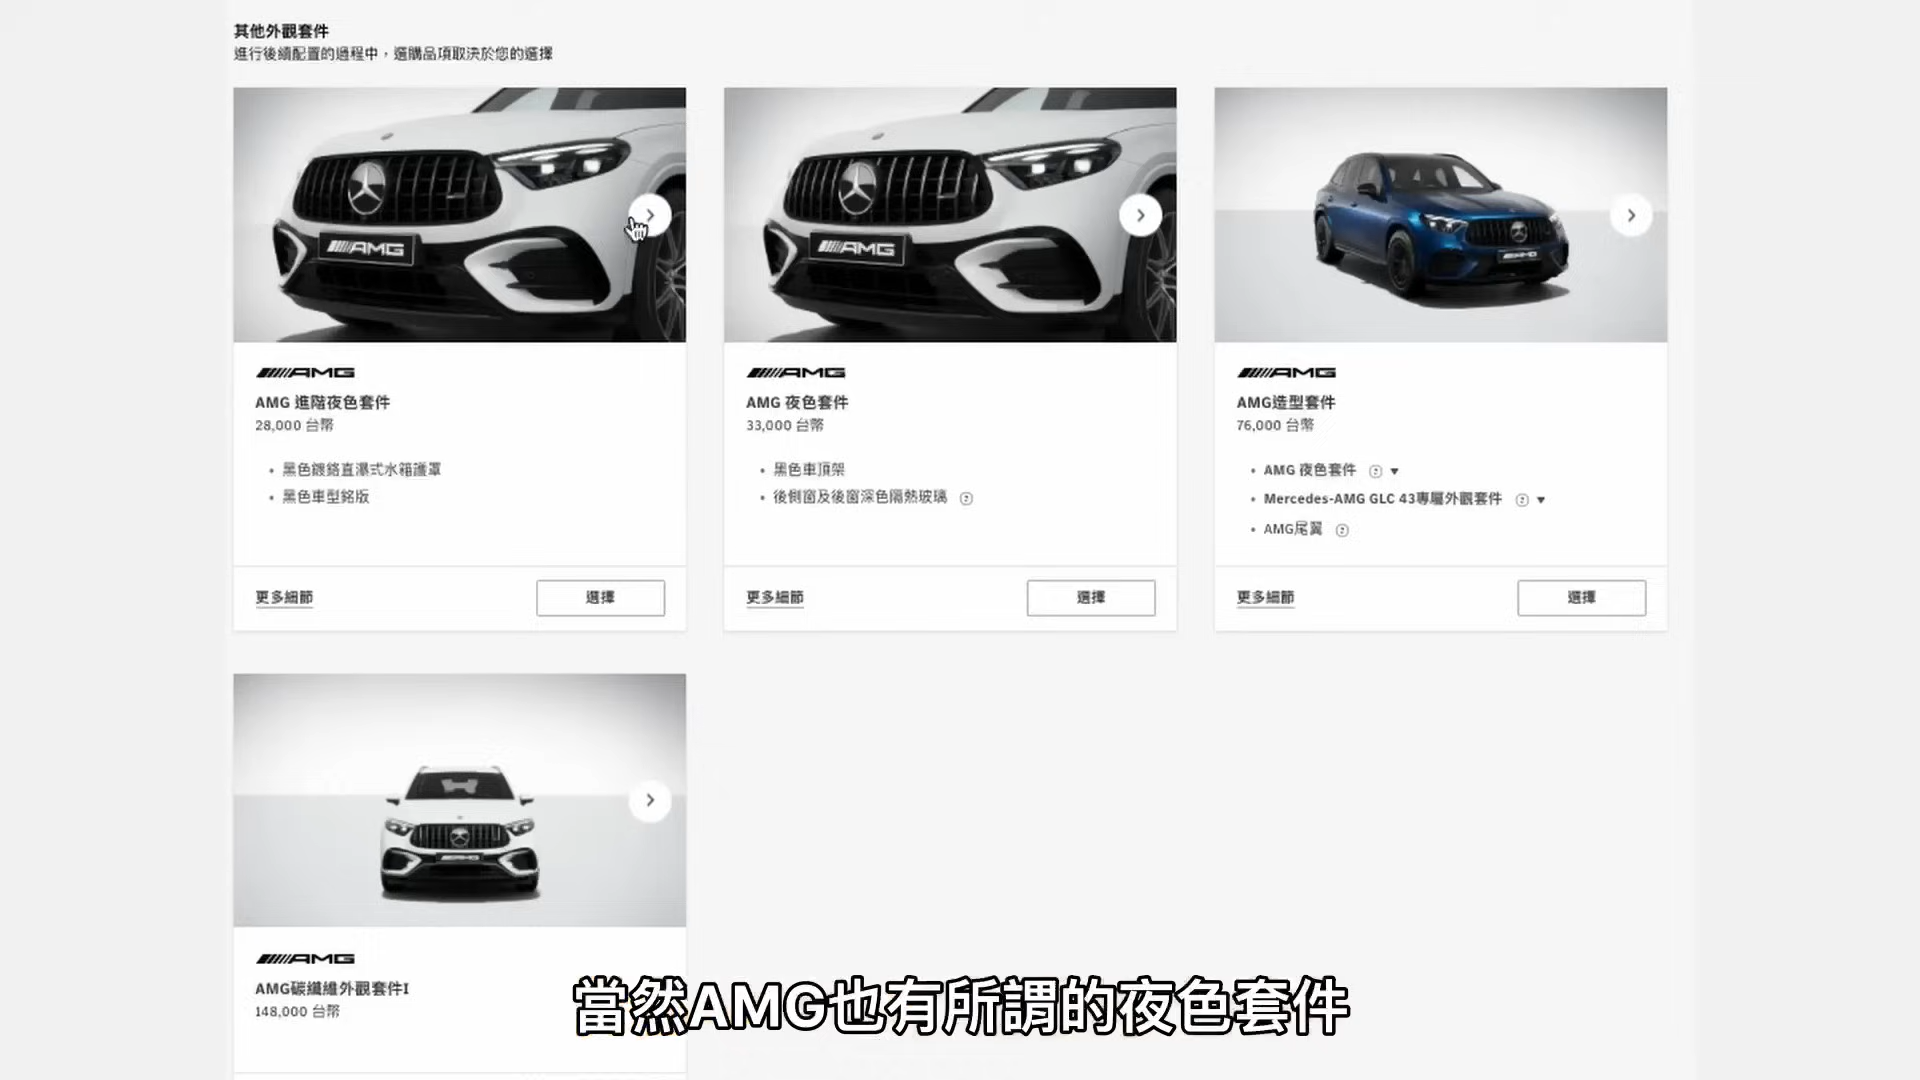 其他外觀套件
進行後續配置的過程中，選購品項取決於您的選擇
AMG
AMG
AMG
AMG
AMG 進階夜色套件
28,000 台幣
• 黑色鍍鉻直瀑式水箱護罩
• 黑色車型銘版
更多細節
選擇
AMG
AMG 夜色套件
33,000 台幣
• 黑色車頂架
• 後側窗及後窗深色隔熱玻璃
更多細節
選擇
AMG
AMG造型套件
76,000 台幣
• AMG 夜色套件
• Mercedes-AMG GLC 43專屬外觀套件
• AMG尾翼
更多細節
選擇
AMG
AMG
AMG碳纖維外觀套件I
148,000 台幣
當然AMG也有所謂的夜色套件